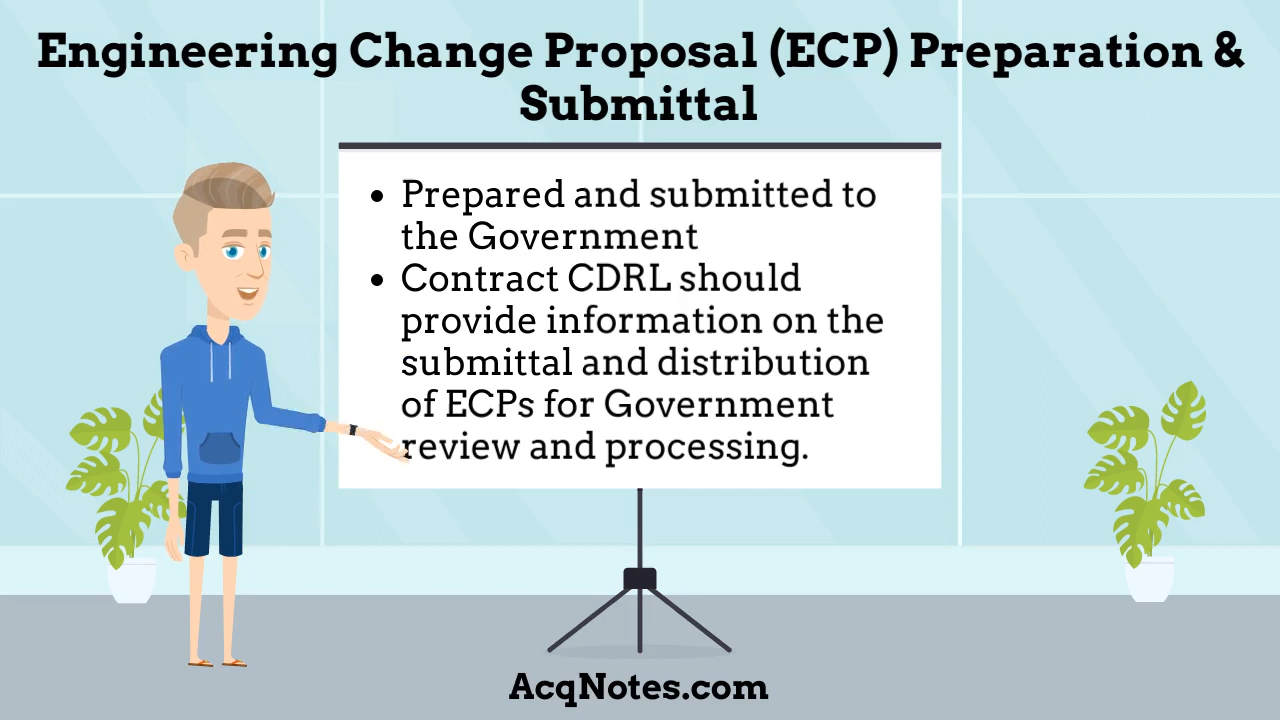 Engineering Change Proposal (ECP) Preparation &
Submittal
• Prepared and submitted to
the Government
• Contract CDRL should
provide information on the
submittal and distribution
of ECPs for Government
review and processing.
AcqNotes.com